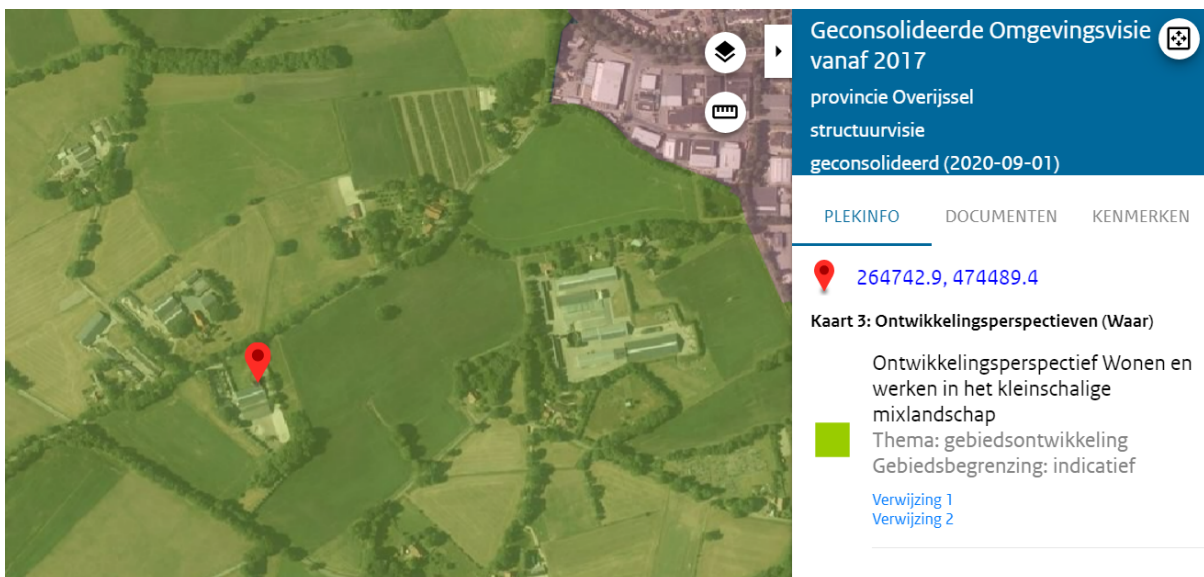 Geconsolideerde Omgevingsvisie
vanaf 2017
provincie Overijssel
structuurvisie
geconsolideerd (2020-09-01)
PLEKINFO DOCUMENTEN KENMERKEN
264742.9, 474489.4
Kaart 3: Ontwikkelingsperspectieven (Waar)
Ontwikkelingsperspectief Wonen en
werken in het kleinschalige
mixlandschap
Thema: gebiedsontwikkeling
Gebiedsbegrenzing: indicatief
Verwijzing 1
Verwijzing 2